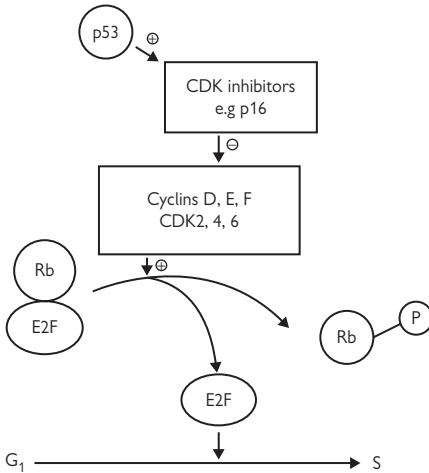 p53
⊕
CDK inhibitors
e.g p16
⊖
Cyclins D, E, F
CDK2, 4, 6
⊕
Rb
E2F
Rb
P
E2F
G₁
S